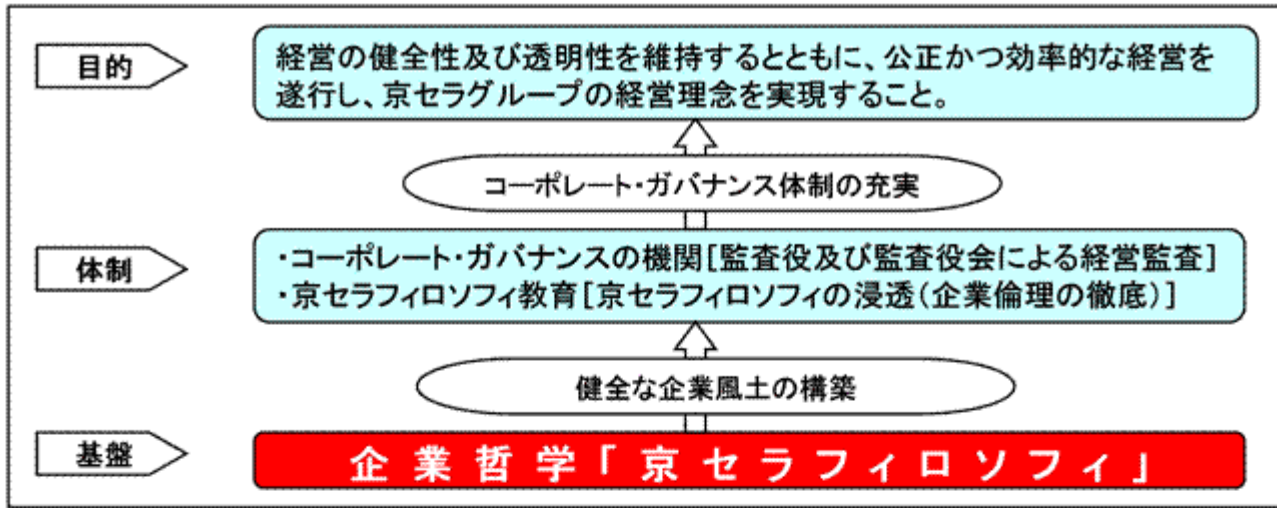 目的
経営の健全性及び透明性を維持するとともに、公正かつ効率的な経営を
遂行し、京セラグループの経営理念を実現すること。
コーポレート・ガバナンス体制の充実
体制
・コーポレート・ガバナンスの機関[監査役及び監査役会による経営監査]
・京セラフィロソフィ教育[京セラフィロソフィの浸透(企業倫理の徹底)]
健全な企業風土の構築
基盤
企業哲学「京セラフィロソフィ」